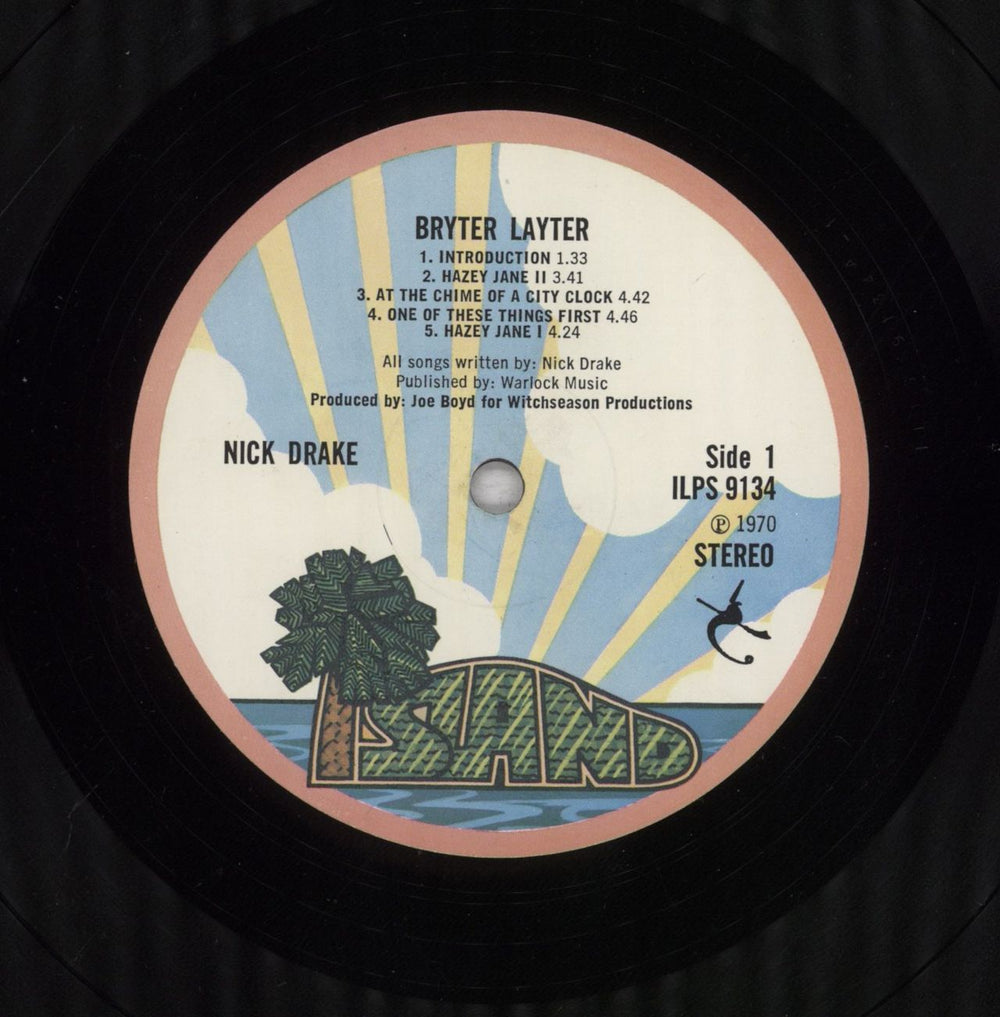 BRYTER LAYTER
1. INTRODUCTION 1.33
2. HAZEY JANE II 3.41
3. AT THE CHIME OF A CITY CLOCK 4.42
4. ONE OF THESE THINGS FIRST 4.46
5. HAZEY JANE I 4.24
All songs written by: Nick Drake
Published by: Warlock Music
Produced by: Joe Boyd for Witchseason Productions
NICK DRAKE
Side 1
ILPS 9134
℗ 1970
STEREO
ISLAND